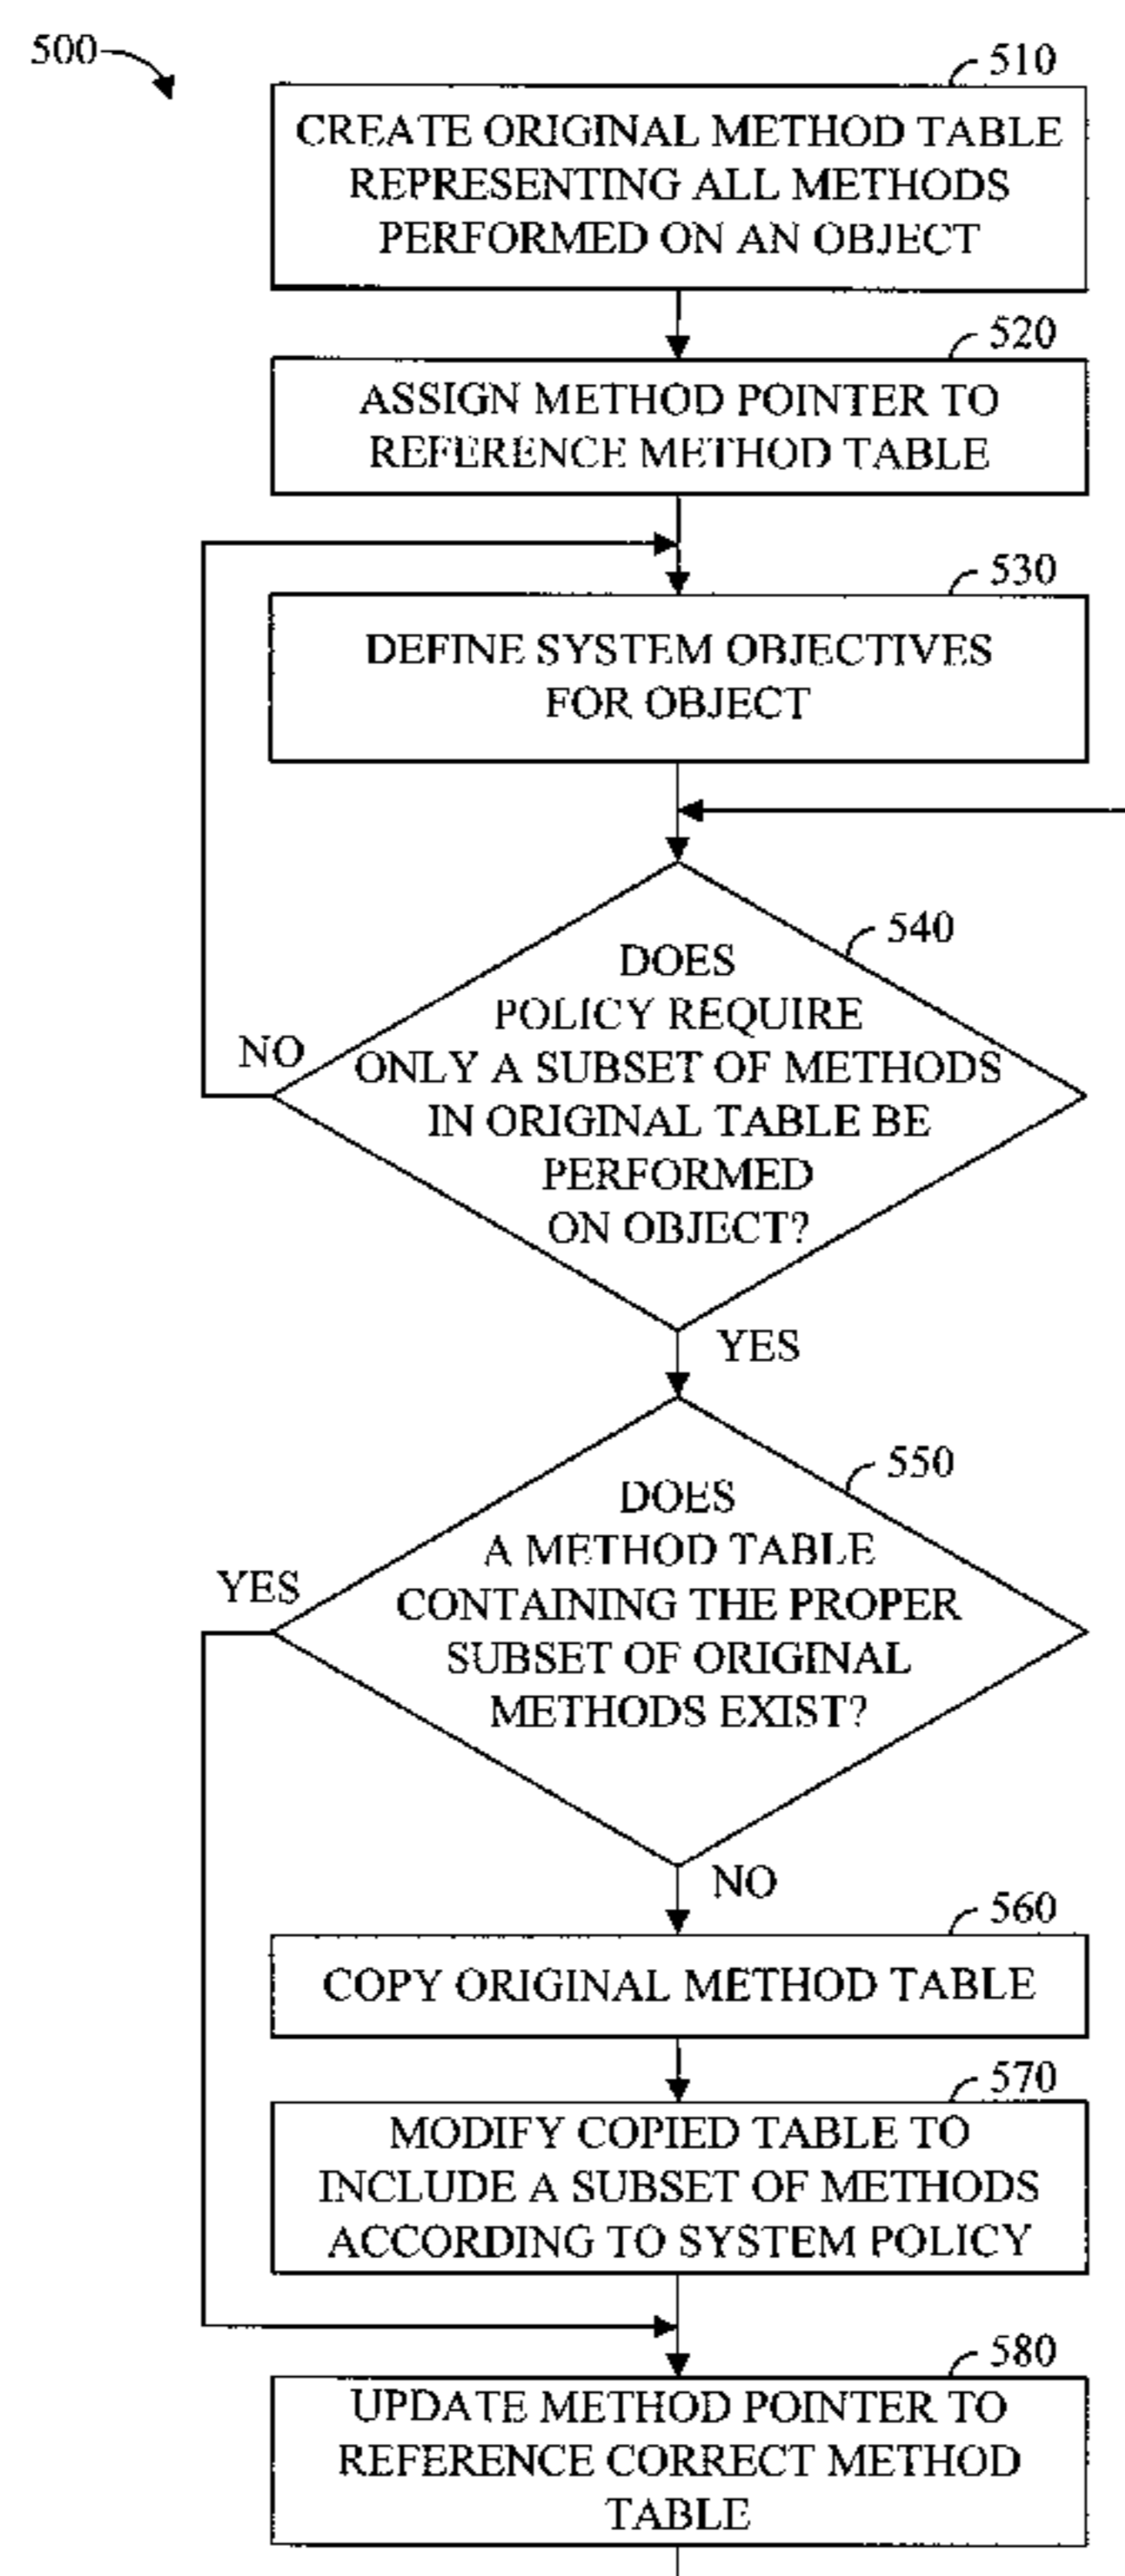 500
510
CREATE ORIGINAL METHOD TABLE
REPRESENTING ALL METHODS
PERFORMED ON AN OBJECT
520
ASSIGN METHOD POINTER TO
REFERENCE METHOD TABLE
530
DEFINE SYSTEM OBJECTIVES
FOR OBJECT
540
DOES
POLICY REQUIRE
ONLY A SUBSET OF METHODS
IN ORIGINAL TABLE BE
PERFORMED
ON OBJECT?
NO
YES
550
DOES
A METHOD TABLE
CONTAINING THE PROPER
SUBSET OF ORIGINAL
METHODS EXIST?
YES
NO
560
COPY ORIGINAL METHOD TABLE
570
MODIFY COPIED TABLE TO
INCLUDE A SUBSET OF METHODS
ACCORDING TO SYSTEM POLICY
580
UPDATE METHOD POINTER TO
REFERENCE CORRECT METHOD
TABLE